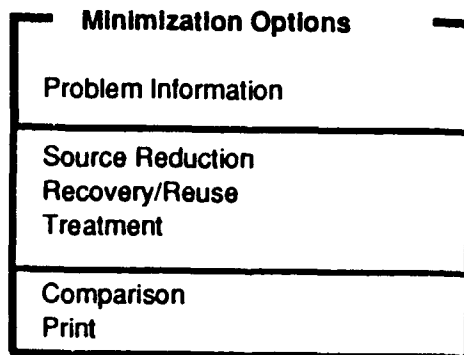 Minimization Options
Problem Information
Source Reduction
Recovery/Reuse
Treatment
Comparison
Print